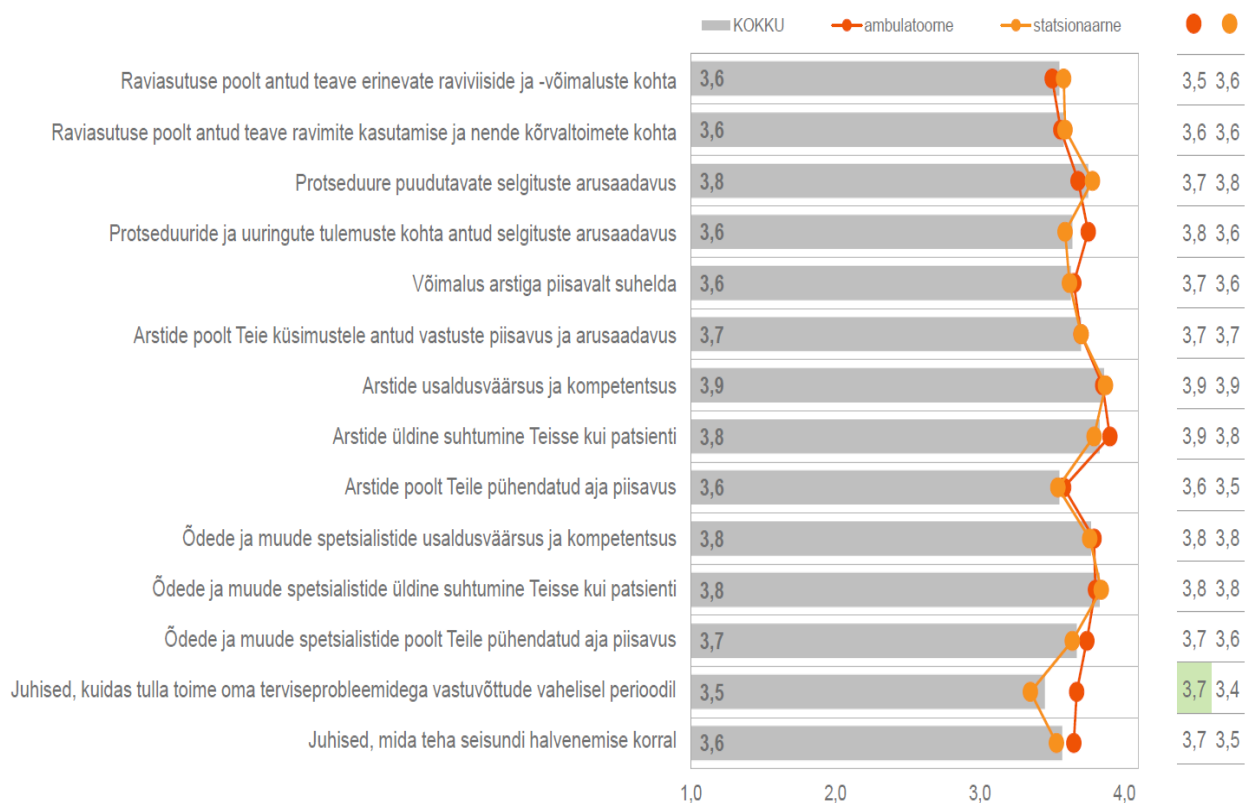 KOKKU ambulatoorne statsionaarne
Raviasutuse poolt antud teave erinevate raviviiside ja -võimaluste kohta 3,6 3,5 3,6
Raviasutuse poolt antud teave ravimite kasutamise ja nende kõrvaltoimete kohta 3,6 3,6 3,6
Protseduure puudutavate selgituste arusaadavus 3,8 3,7 3,8
Protseduuride ja uuringute tulemuste kohta antud selgituste arusaadavus 3,6 3,8 3,6
Võimalus arstiga piisavalt suhelda 3,6 3,7 3,6
Arstide poolt Teie küsimustele antud vastuste piisavus ja arusaadavus 3,7 3,7 3,7
Arstide usaldusväärsus ja kompetentsus 3,9 3,9 3,9
Arstide üldine suhtumine Teisse kui patsienti 3,8 3,9 3,8
Arstide poolt Teile pühendatud aja piisavus 3,6 3,6 3,5
Õdede ja muude spetsialistide usaldusväärsus ja kompetentsus 3,8 3,8 3,8
Õdede ja muude spetsialistide üldine suhtumine Teisse kui patsienti 3,8 3,8 3,8
Õdede ja muude spetsialistide poolt Teile pühendatud aja piisavus 3,7 3,7 3,6
Juhised, kuidas tulla toime oma terviseprobleemidega vastuvõttude vahelisel perioodil 3,5 3,7 3,4
Juhised, mida teha seisundi halvenemise korral 3,6 3,7 3,5
1,0 2,0 3,0 4,0